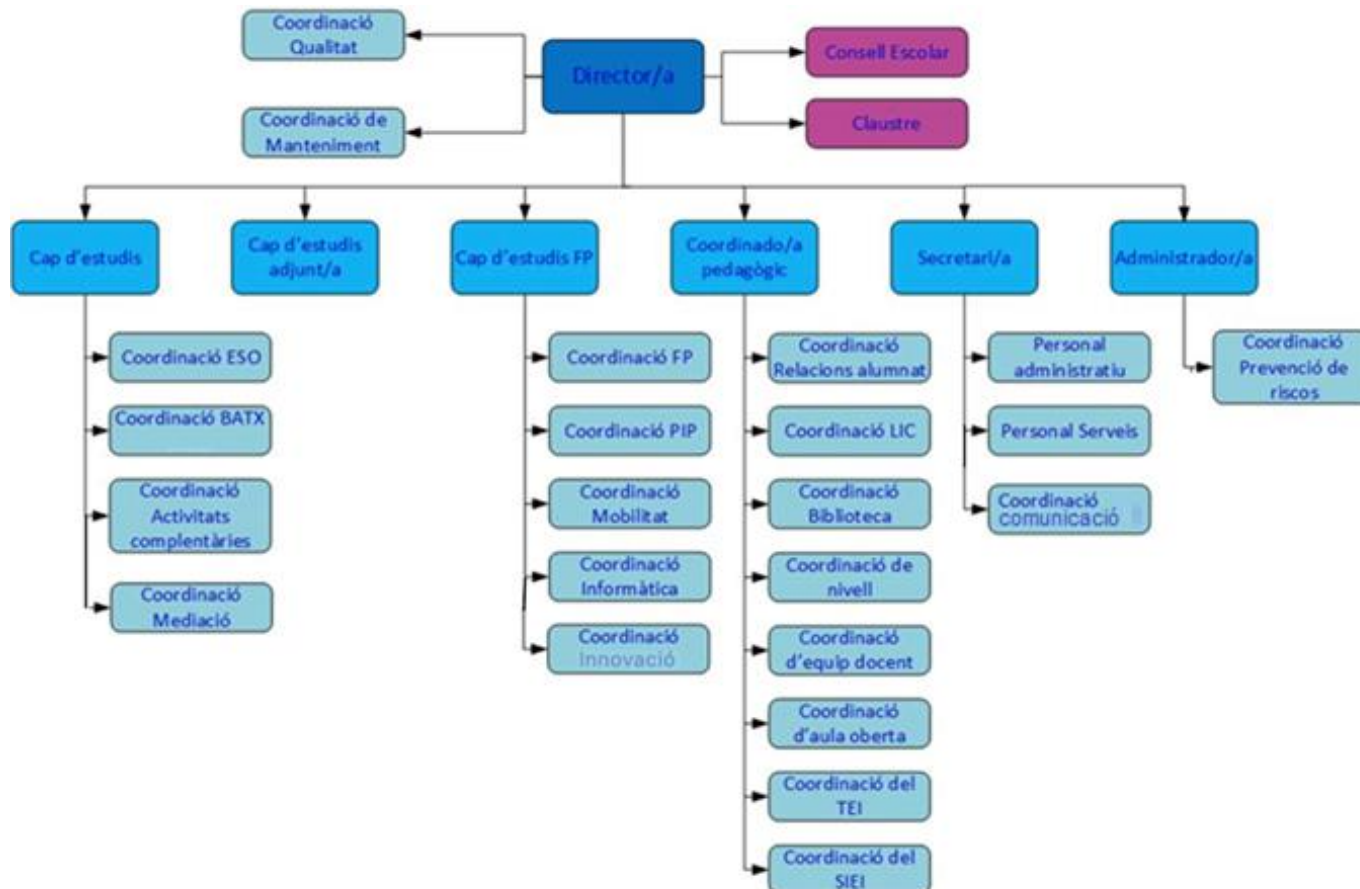 Coordinació
Qualitat
Director/a
Consell Escolar
Coordinació de
Manteniment
Claustre
Cap d'estudis
Cap d'estudis
adjunt/a
Cap d'estudis FP
Coordinado/a
pedagògic
Secretari/a
Administrador/a
Coordinació ESO
Coordinació BATX
Coordinació
Activitats
complentàries
Coordinació
Mediació
Coordinació FP
Coordinació PIP
Coordinació
Mobilitat
Coordinació
Informàtica
Coordinació
Innovació
Coordinació
Relacions alumnat
Coordinació LIC
Coordinació
Biblioteca
Coordinació de
nivell
Coordinació
d'equip docent
Coordinació
d'aula oberta
Coordinació del
TEI
Coordinació del
SIEI
Personal
administratiu
Personal Serveis
Coordinació
comunicació
Coordinació
Prevenció de
riscos